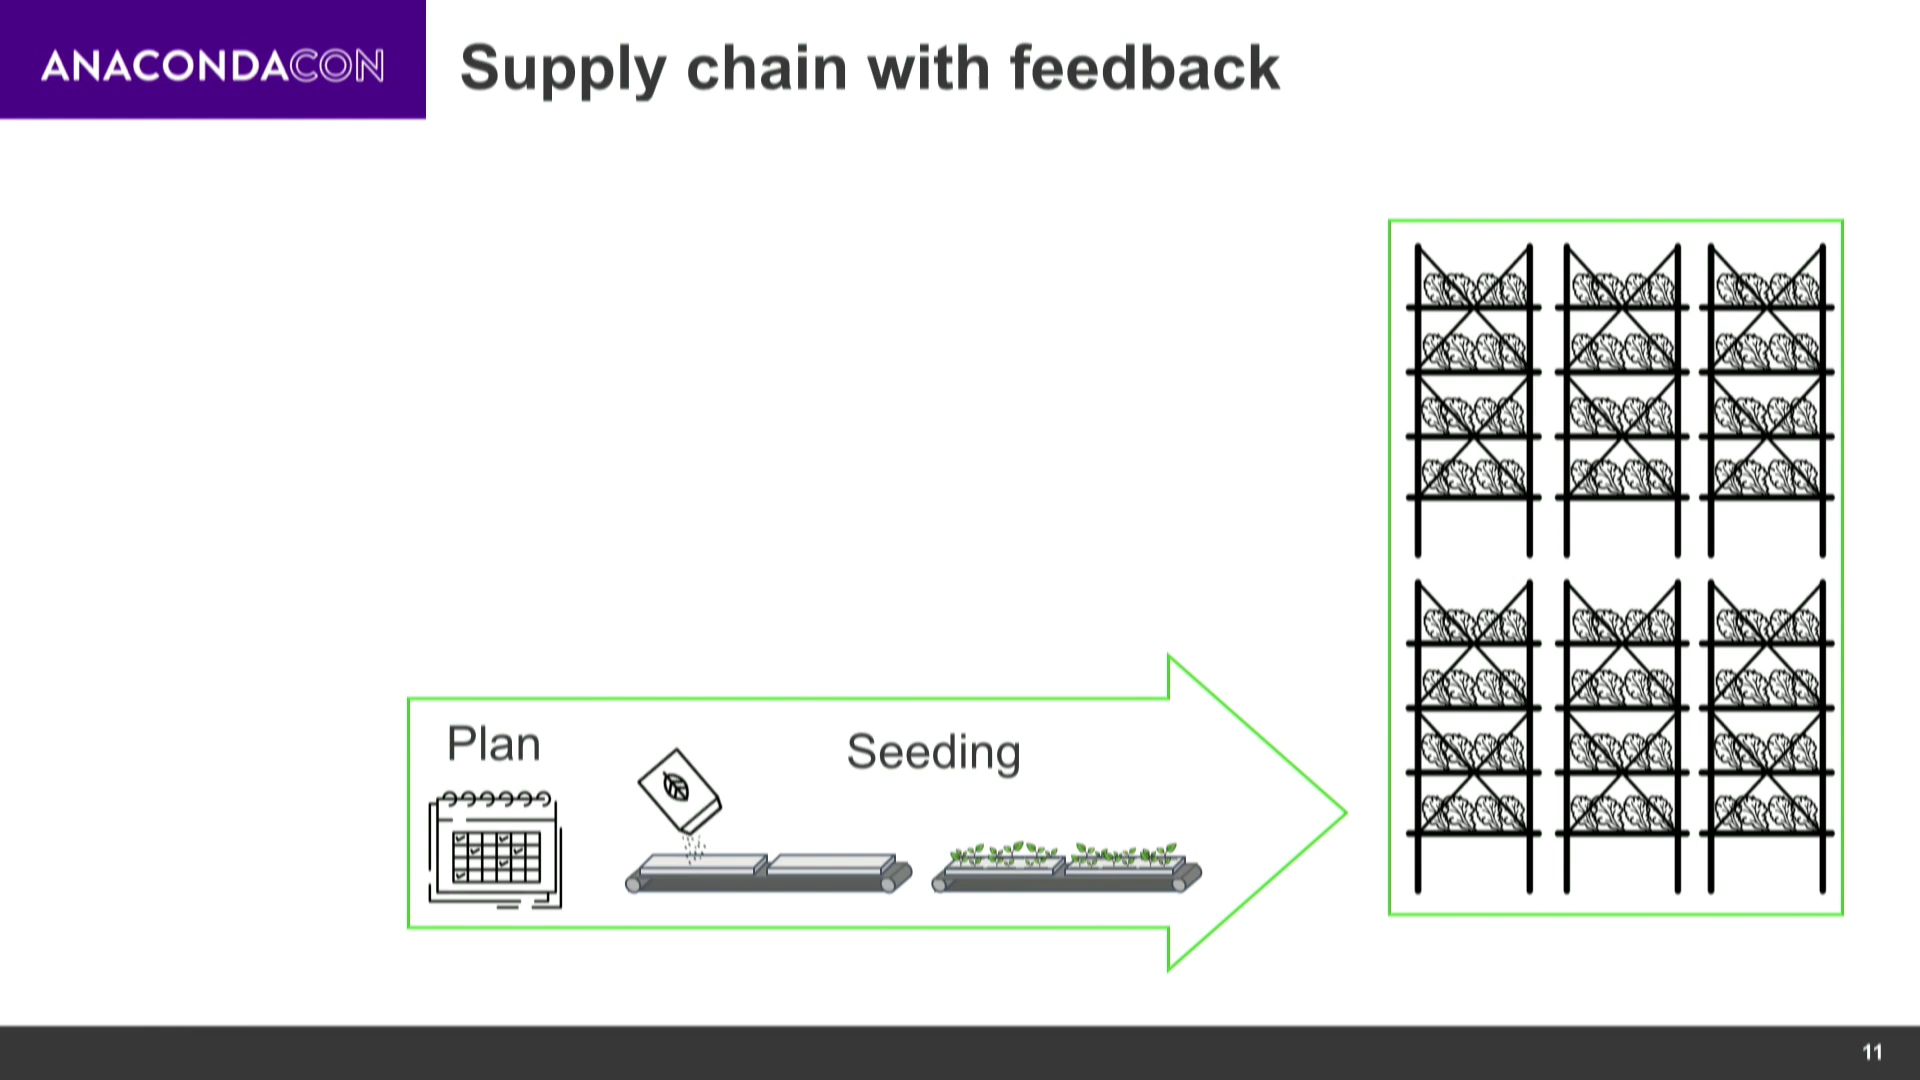 ANACONDACON
Supply chain with feedback
Plan
Seeding
11